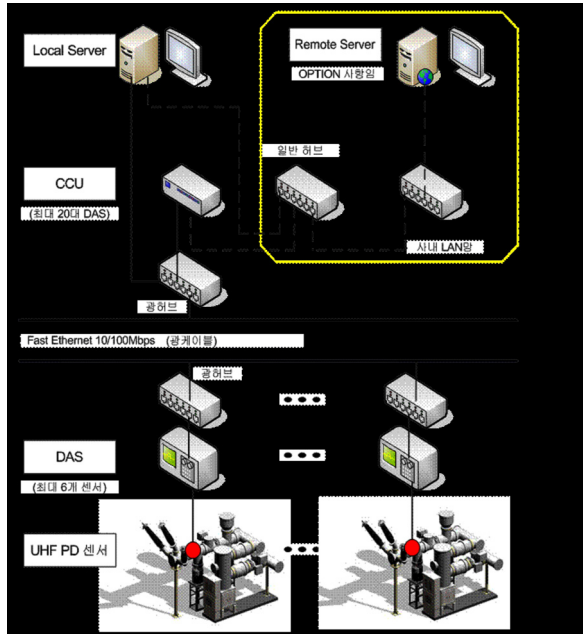 Local Server
Remote Server
OPTION 사항임
일반 허브
CCU
(최대 20대 DAS)
사내 LAN망
광허브
Fast Ethernet 10/100Mbps (광케이블)
광허브
DAS
(최대 6개 센서)
UHF PD 센서